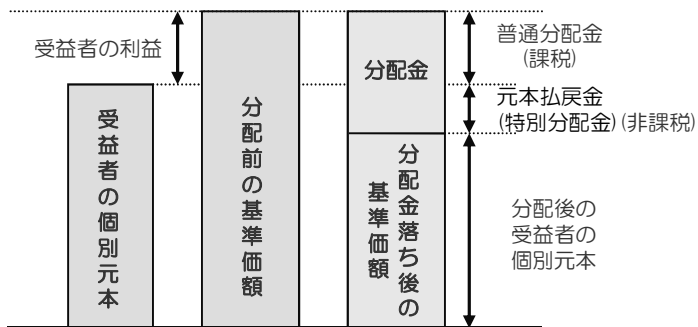 受益者の利益
受益者の個別元本
分配前の基準価額
分配金
分配金落ち後の
基準価額
普通分配金
(課税)
元本払戻金
(特別分配金)(非課税)
分配後の
受益者の
個別元本